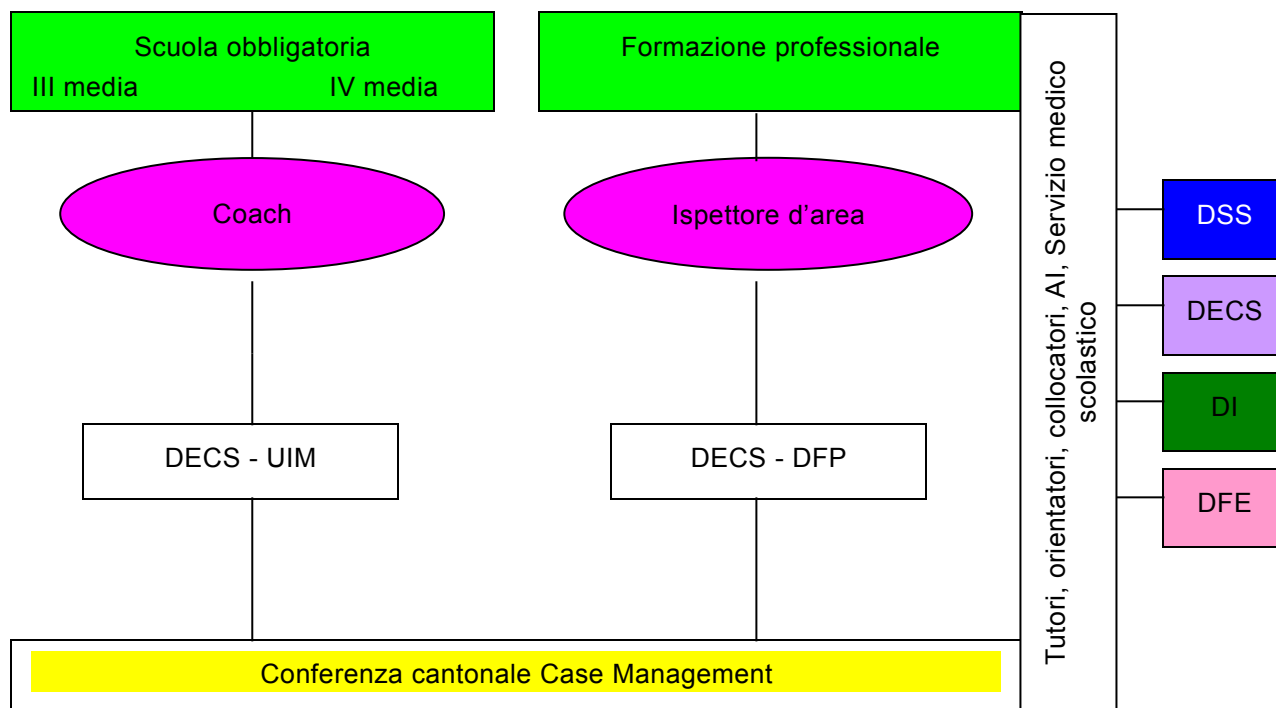 Scuola obbligatoria
III media IV media
Formazione professionale
Coach
Ispettore d'area
DECS - UIM
DECS - DFP
Conferenza cantonale Case Management
Tutori, orientatori, collocatori, AI, Servizio medico
scolastico
DSS
DECS
DI
DFE